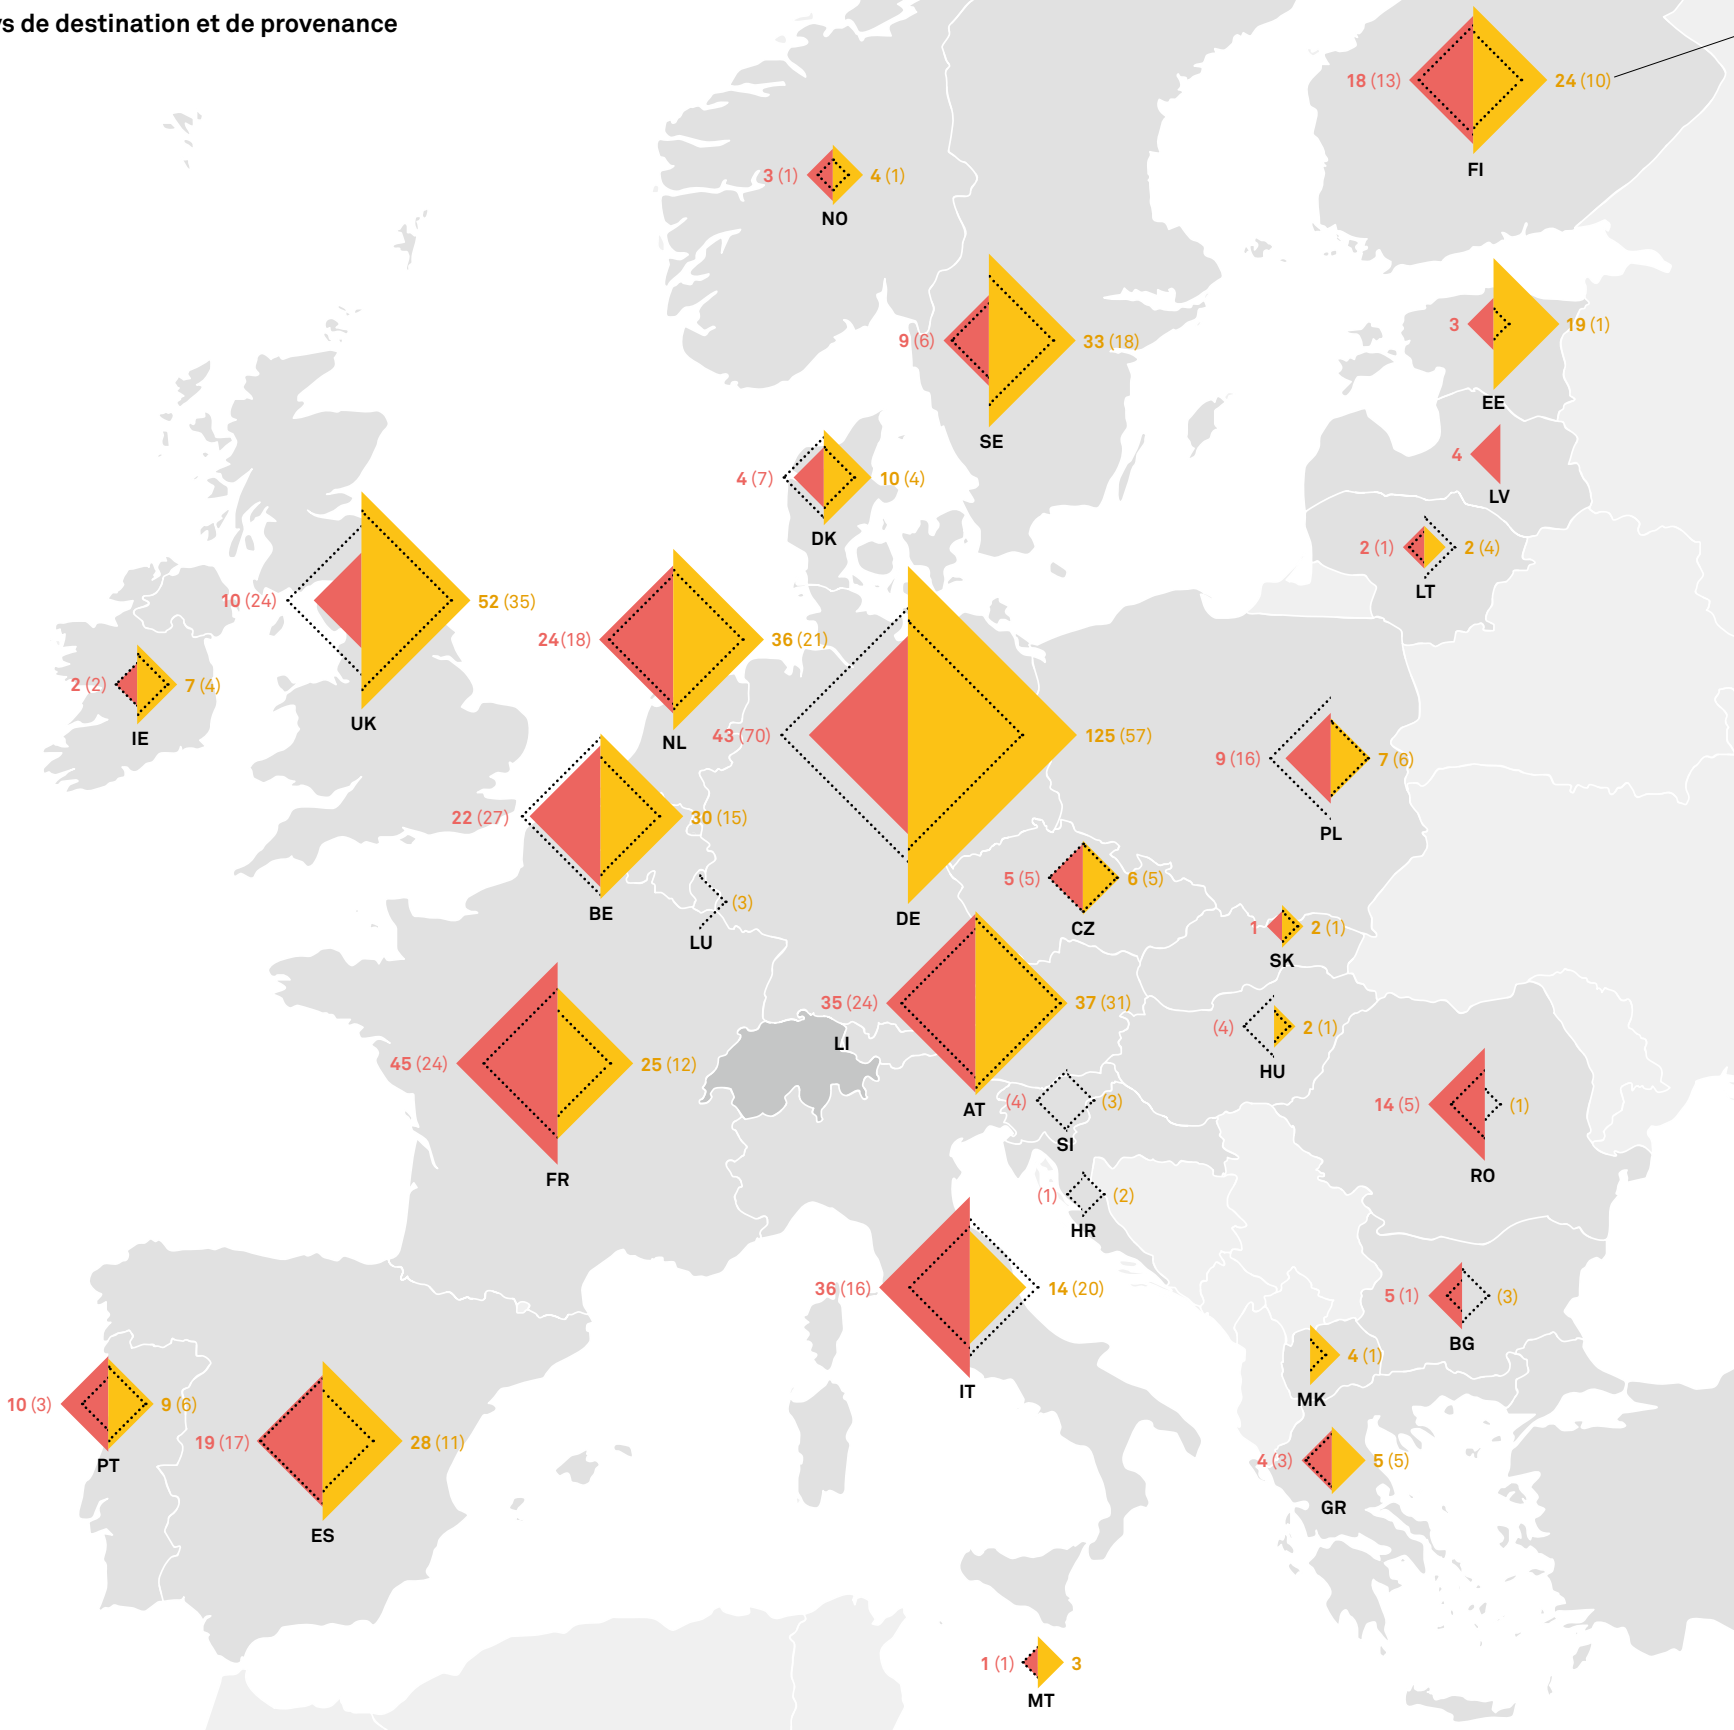 s de destination et de provenance
18 (13) 24 (10)
FI
3 (1) 4 (1)
NO
9 (6) 33 (18)
SE
3 19 (1)
EE
4
LV
4 (7) 10 (4)
DK
2 (1) 2 (4)
LT
10 (24) 52 (35)
UK
24 (18) 36 (21)
NL
2 (2) 7 (4)
IE
43 (70) 125 (57)
DE
9 (16) 7 (6)
PL
22 (27) 30 (15)
BE
(3)
LU
5 (5) 6 (5)
CZ
1 2 (1)
SK
35 (24) 37 (31)
AT
LI
(4) 2 (1)
HU
45 (24) 25 (12)
FR
(4) (3)
SI
14 (5) (1)
RO
(1) (2)
HR
36 (16) 14 (20)
IT
5 (1) (3)
BG
4 (1)
MK
10 (3) 9 (6)
PT
19 (17) 28 (11)
ES
4 (3) 5 (5)
GR
1 (1) 3
MT